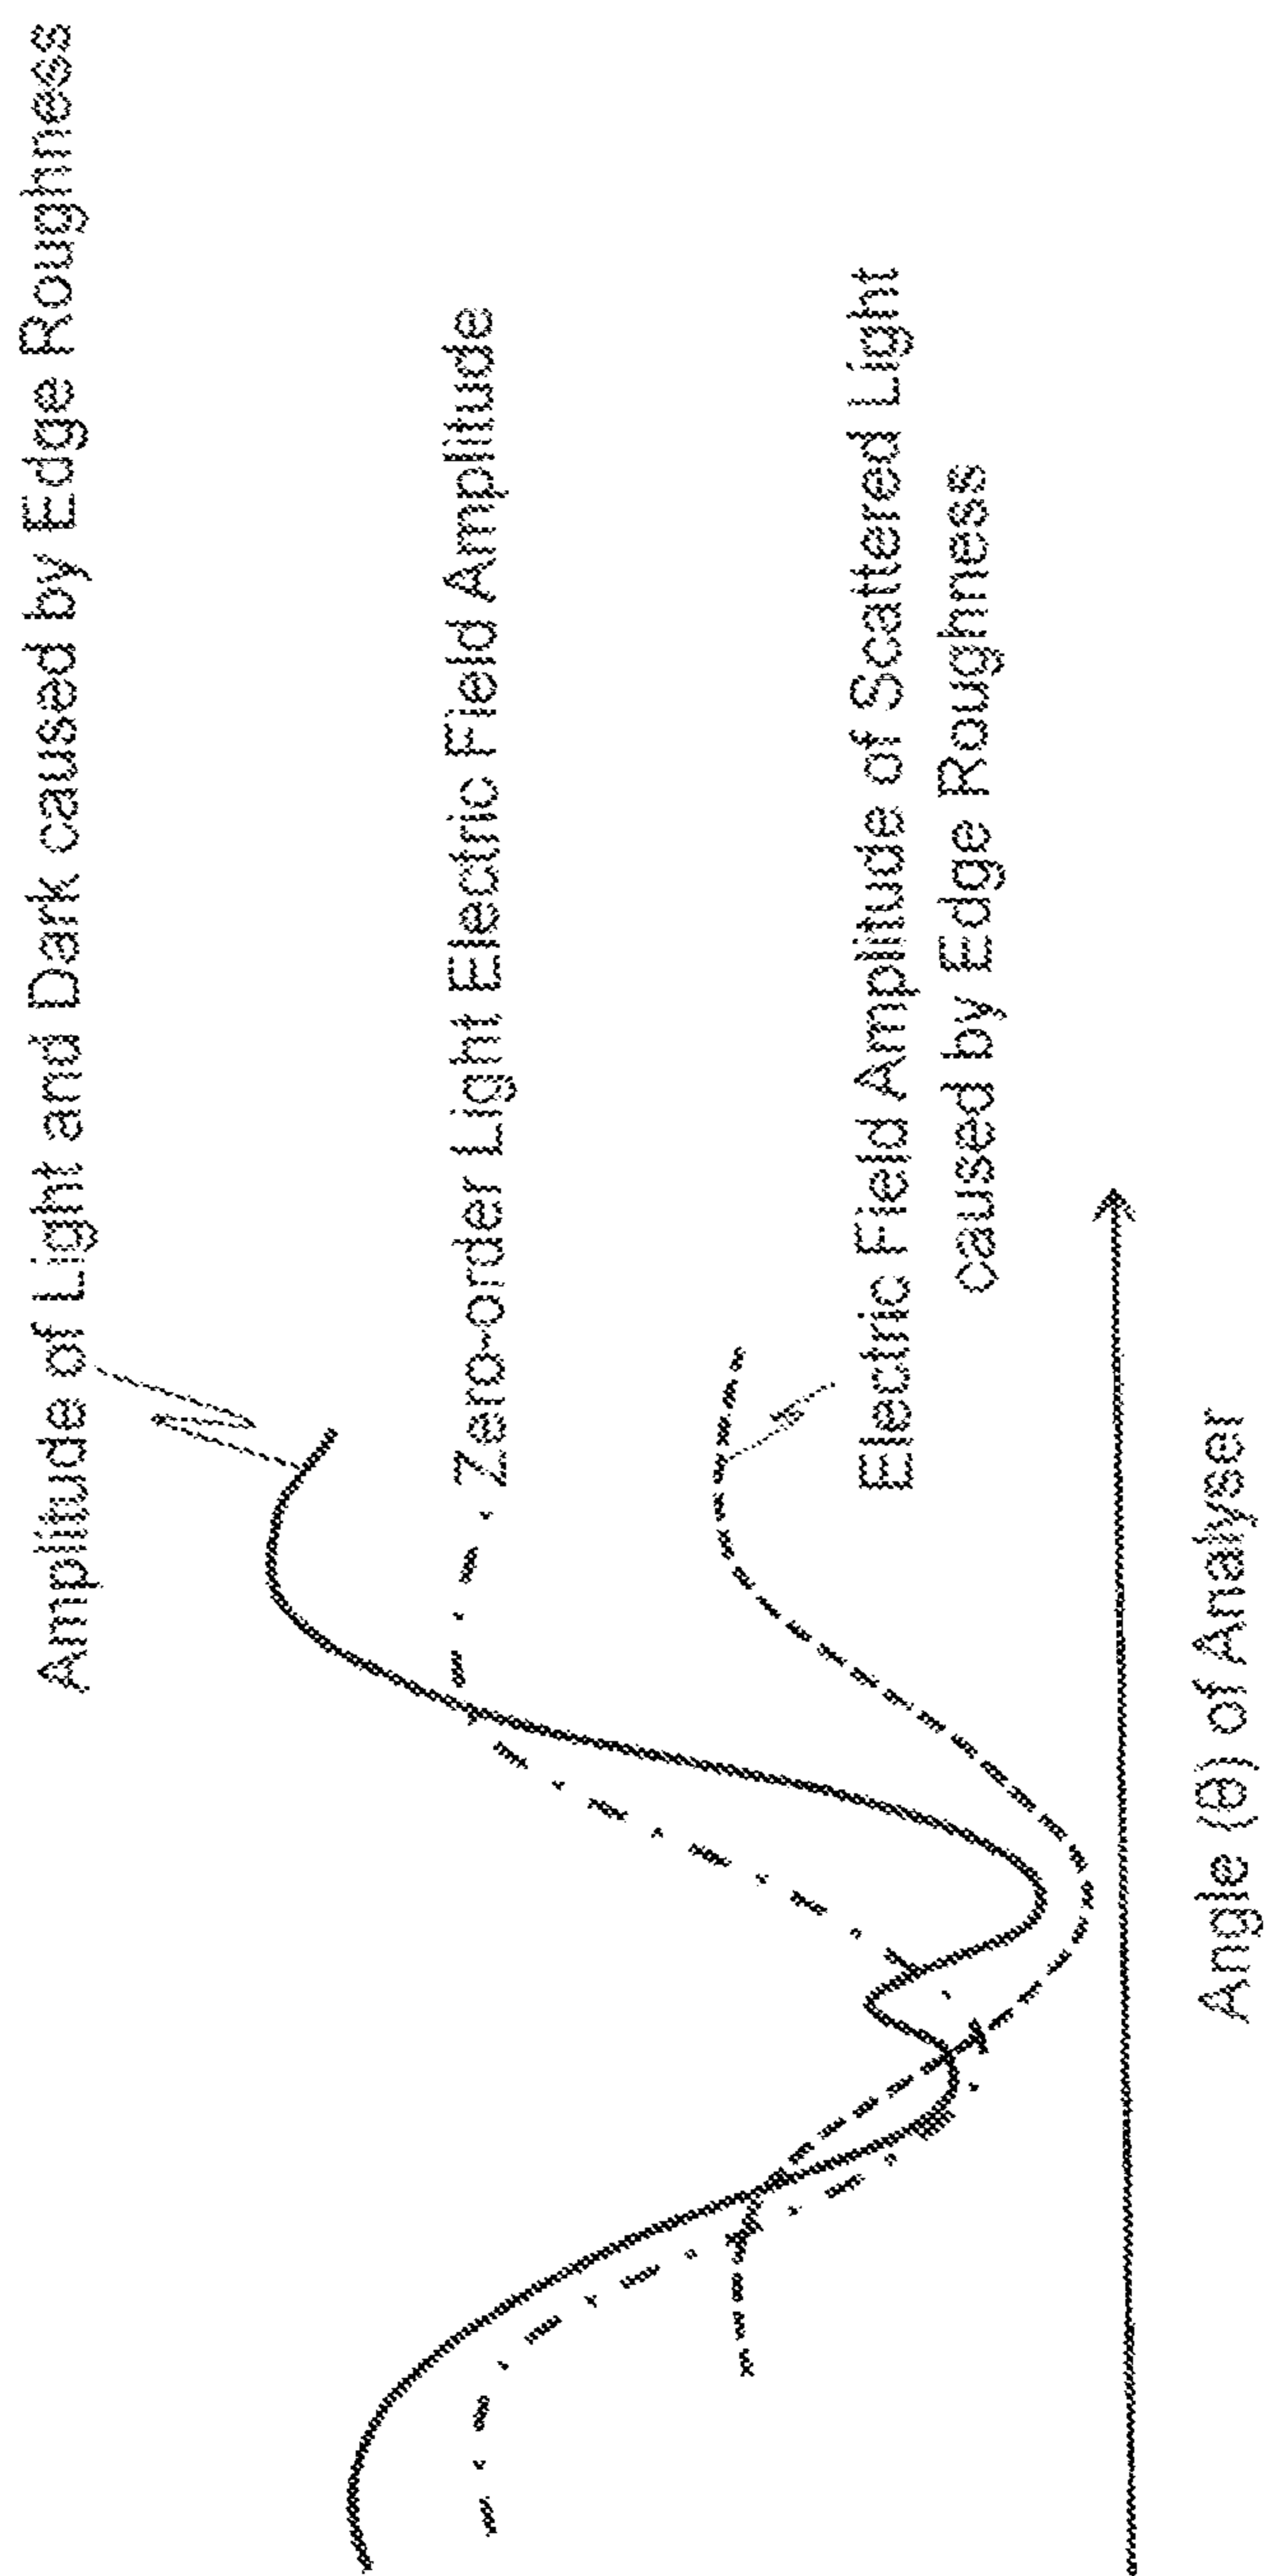 Amplitude of Light and Dark caused by Edge Roughness
Zero-order Light Electric Field Amplitude
Electric Field Amplitude of Scattered Light
caused by Edge Roughness
Angle (θ) of Analyser